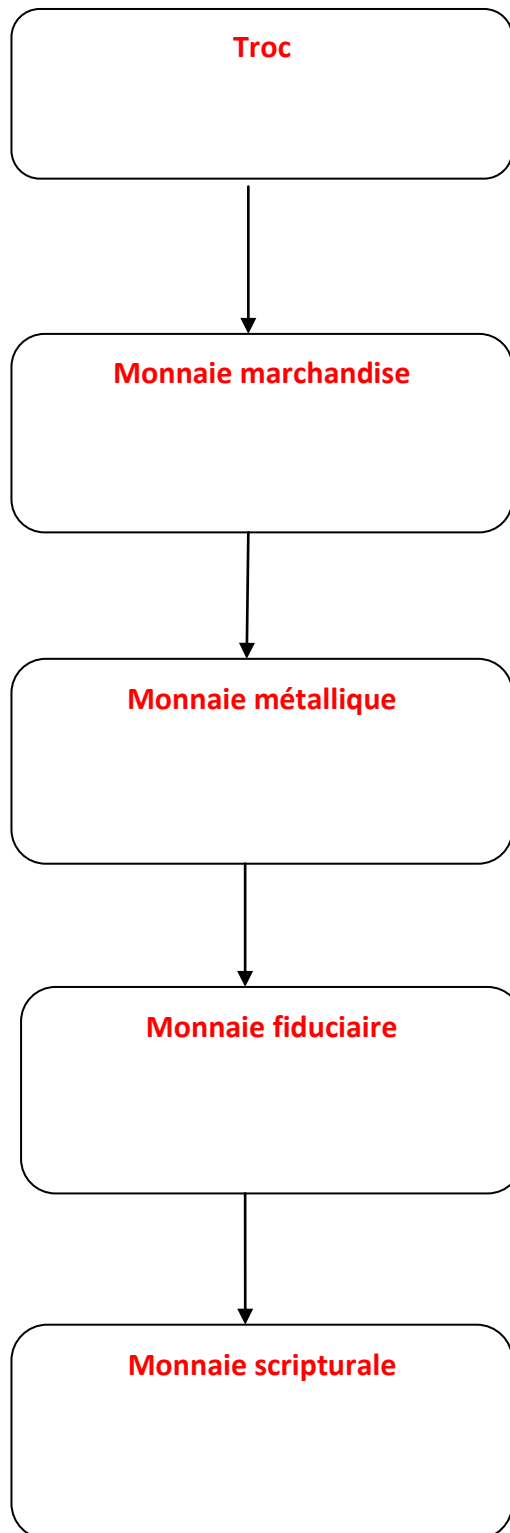 Troc
Monnaie marchandise
Monnaie métallique
Monnaie fiduciaire
Monnaie scripturale